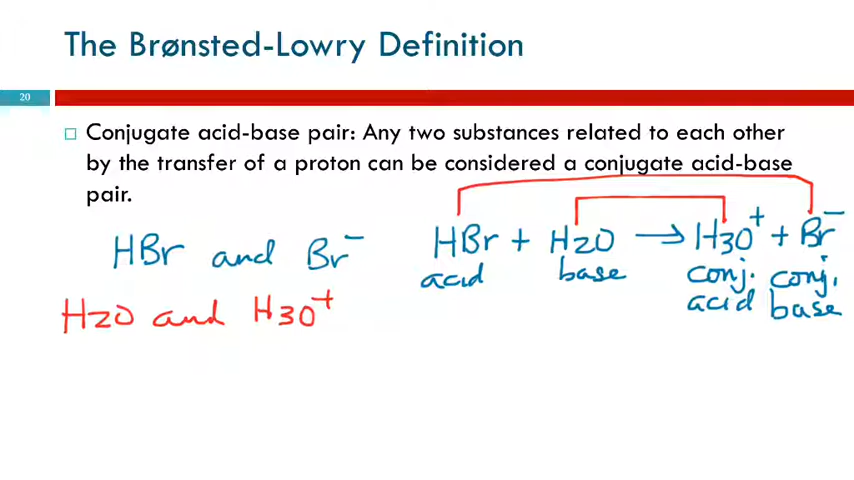 The Brønsted-Lowry Definition
20
Conjugate acid-base pair: Any two substances related to each other
by the transfer of a proton can be considered a conjugate acid-base
pair.
HBr and Br⁻
H2O and H3O⁺
HBr + H2O → H3O⁺ + Br⁻
acid base conj. acid conj. base